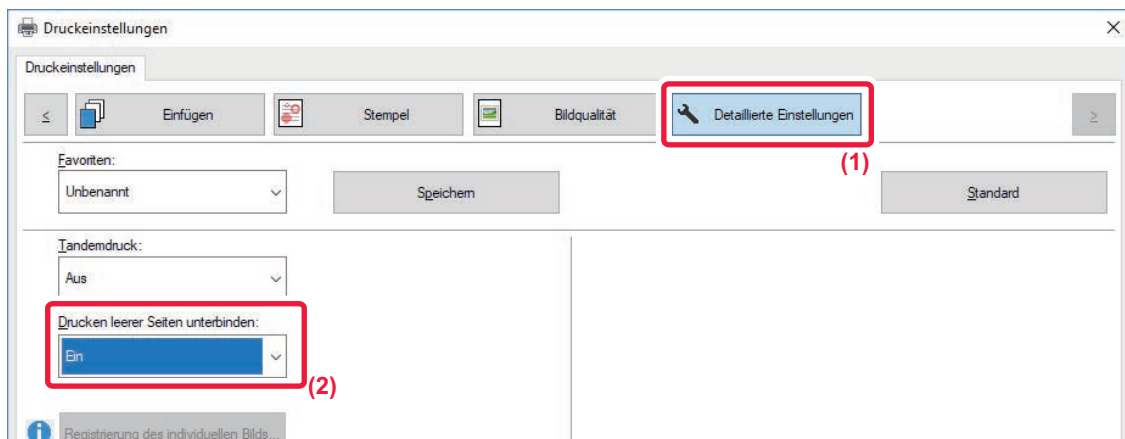 Druckeinstellungen
Druckeinstellungen
< Einfügen Stempel Bildqualität Detaillierte Einstellungen >
(1)
Favoriten:
Unbenannt Speichern Standard
Tandemdruck:
Aus
Drucken leerer Seiten unterbinden:
Ein
(2)
Registrierung des individuellen Bilds...